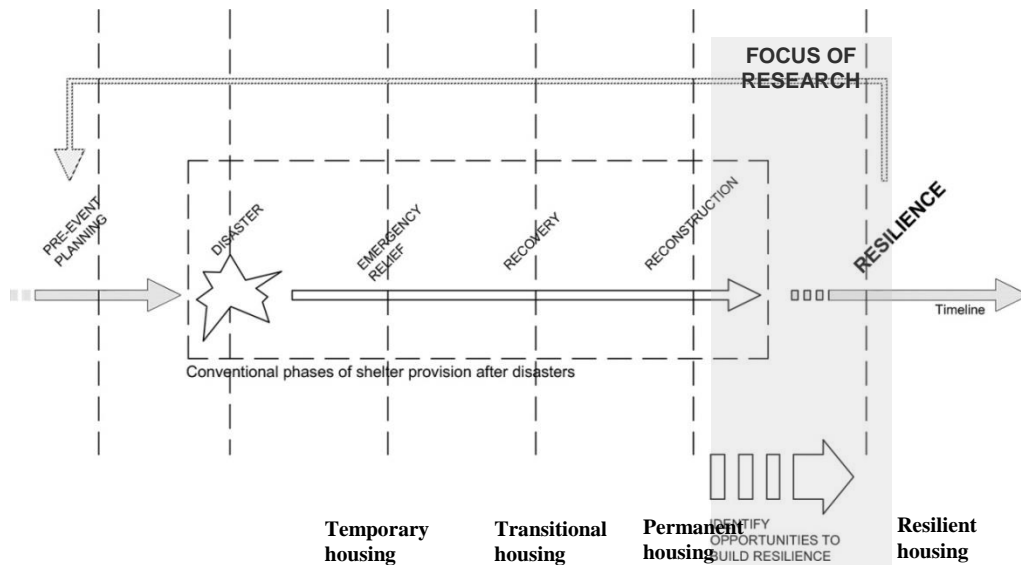 FOCUS OF
RESEARCH
PRE-EVENT
PLANNING
DISASTER
EMERGENCY
RELIEF
RECOVERY
RECONSTRUCTION
RESILIENCE
Timeline
Conventional phases of shelter provision after disasters
Temporary
housing
Transitional
housing
Permanent
housing
IDENTIFY
OPPORTUNITIES TO
BUILD RESILIENCE
Resilient
housing